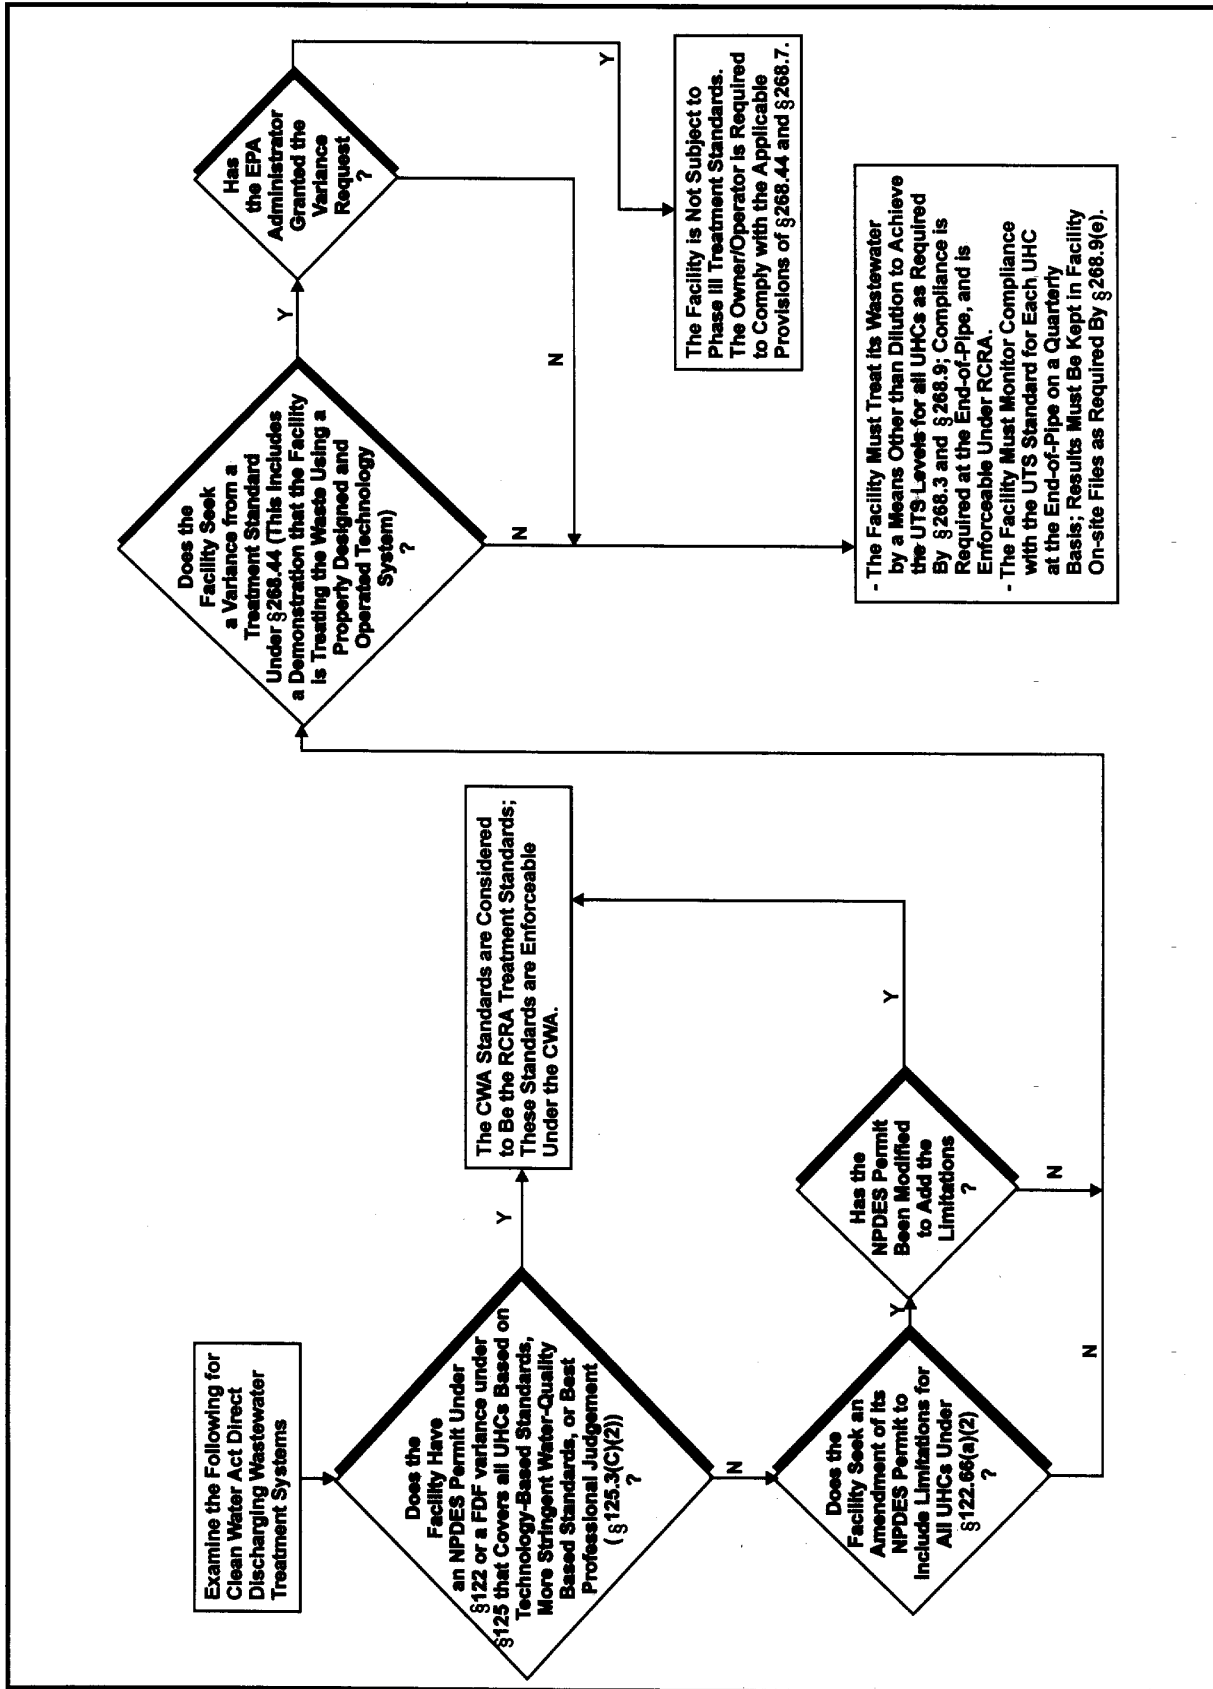 Examine the Following for
Clean Water Act Direct
Discharging Wastewater
Treatment Systems
Does the
Facility Have
an NPDES Permit Under
§122 or a FDF variance under
§125 that Covers all UHCs Based on
Technology-Based Standards,
More Stringent Water-Quality
Based Standards, or Best
Professional Judgement
( §125.3(C)(2))
?
Y
N
The CWA Standards are Considered
to Be the RCRA Treatment Standards;
These Standards are Enforceable
Under the CWA.
Does the
Facility Seek an
Amendment of Its
NPDES Permit to
Include Limitations for
All UHCs Under
§122.66(a)(2)
?
Y
N
Has the
NPDES Permit
Been Modified
to Add the
Limitations
?
Y
N
Does the
Facility Seek
a Variance from a
Treatment Standard
Under §268.44 (This Includes
a Demonstration that the Facility
is Treating the Waste Using a
Properly Designed and
Operated Technology
System)
?
Y
N
Has
the EPA
Administrator
Granted the
Variance
Request
?
Y
N
The Facility is Not Subject to
Phase III Treatment Standards.
The Owner/Operator is Required
to Comply with the Applicable
Provisions of §268.44 and §268.7.
- The Facility Must Treat its Wastewater
by a Means Other than Dilution to Achieve
the UTS Levels for all UHCs as Required
By §268.3 and §268.9; Compliance is
Required at the End-of-Pipe, and is
Enforceable Under RCRA.
- The Facility Must Monitor Compliance
with the UTS Standard for Each UHC
at the End-of-Pipe on a Quarterly
Basis; Results Must Be Kept in Facility
On-site Files as Required By §268.9(e).